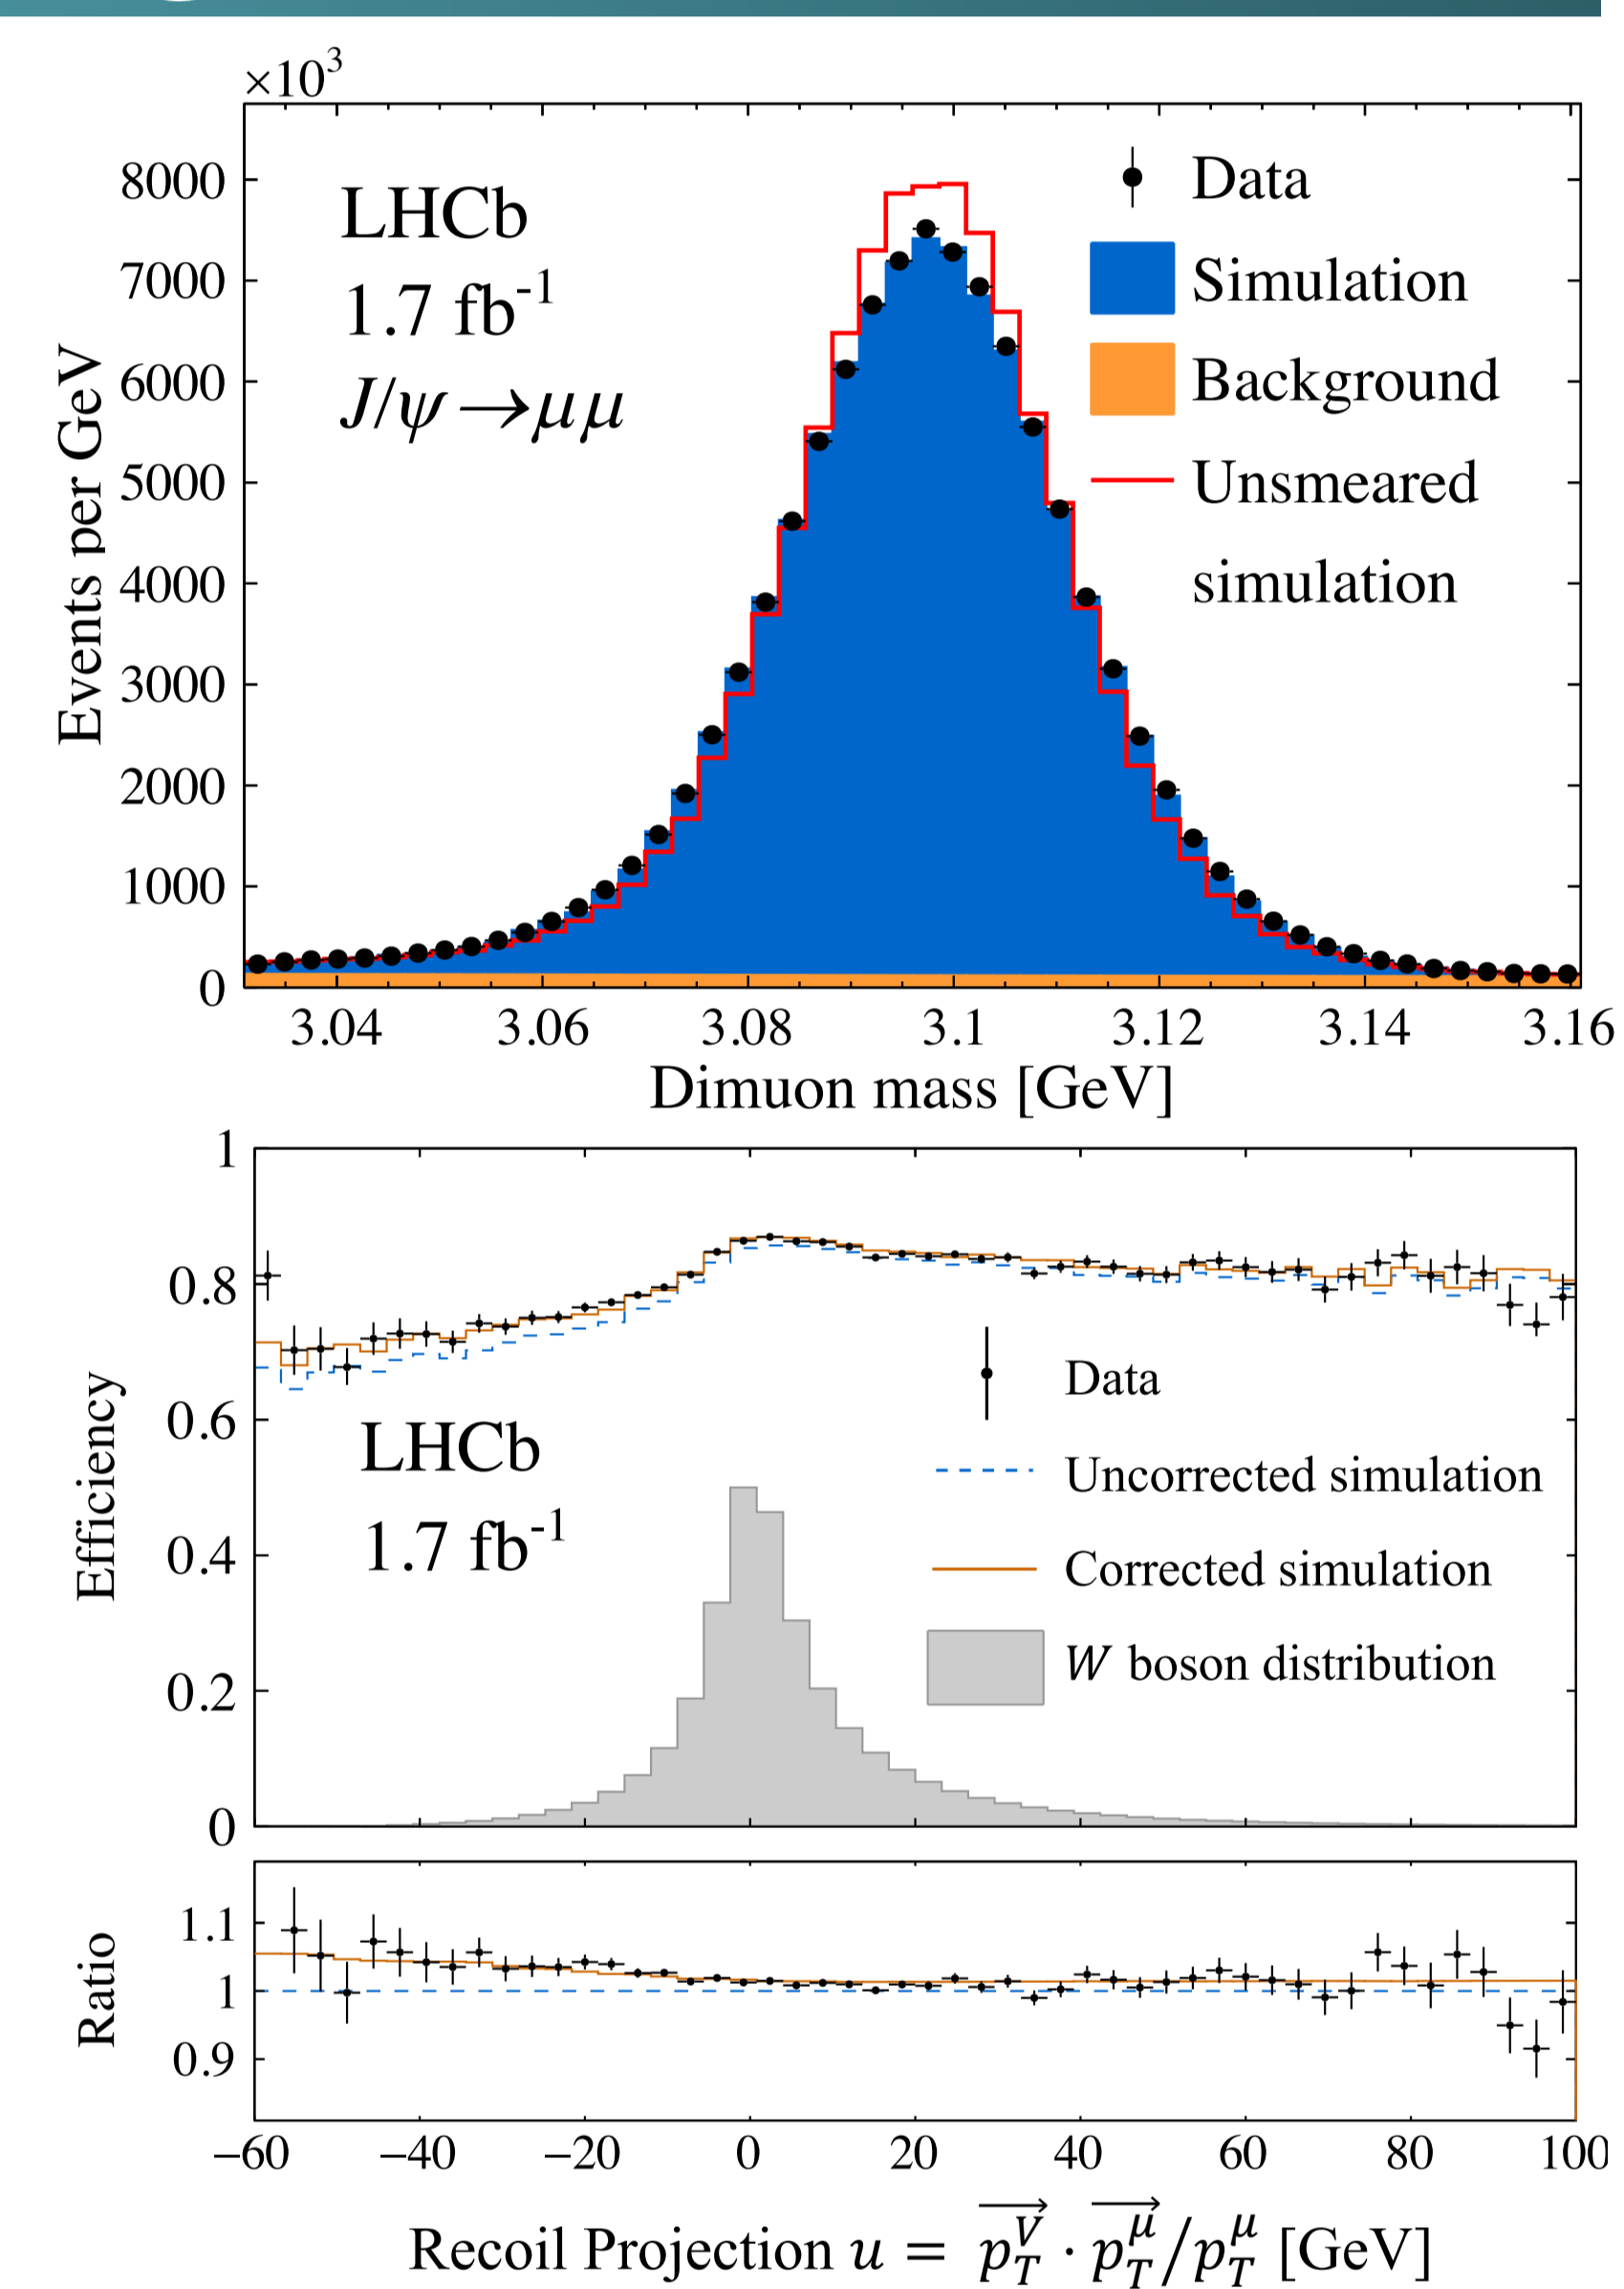 ×10³
8000
7000
6000
5000
4000
3000
2000
1000
0
Events per GeV
LHCb
1.7 fb⁻¹
J/ψ→μμ
Data
Simulation
Background
Unsmeared
simulation
3.04 3.06 3.08 3.1 3.12 3.14 3.16
Dimuon mass [GeV]
1
0.8
0.6
0.4
0.2
0
Efficiency
LHCb
1.7 fb⁻¹
Data
Uncorrected simulation
Corrected simulation
W boson distribution
1.1
1
0.9
Ratio
−60 −40 −20 0 20 40 60 80 100
Recoil Projection u = p⃗_T^V · p⃗_T^μ / p_T^μ [GeV]